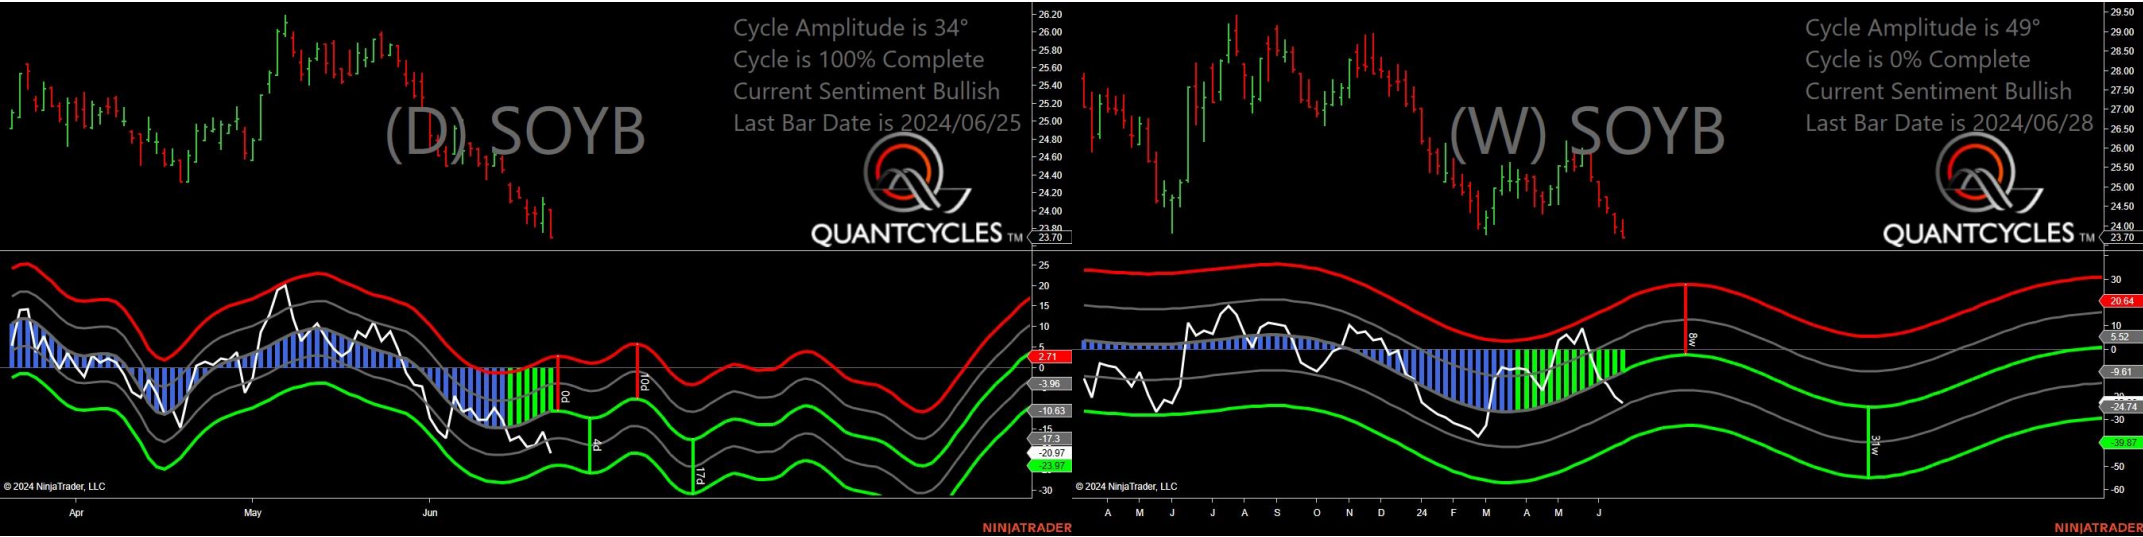 Cycle Amplitude is 34°
Cycle is 100% Complete
Current Sentiment Bullish
Last Bar Date is 2024/06/25
(D) SOYB
QUANTCYCLES TM
26.20
26.00
25.80
25.60
25.40
25.20
25.00
24.80
24.60
24.40
24.20
24.00
23.80
23.70
25
20
15
10
5
2.71
0
-3.96
-10.63
-15
-17.3
-20.97
-23.97
-30
0d
4d
10d
17d
© 2024 NinjaTrader, LLC
Apr
May
Jun
NINJATRADER
Cycle Amplitude is 49°
Cycle is 0% Complete
Current Sentiment Bullish
Last Bar Date is 2024/06/28
(W) SOYB
QUANTCYCLES TM
29.50
29.00
28.50
28.00
27.50
27.00
26.50
26.00
25.50
25.00
24.50
24.00
23.70
30
20.64
10
5.52
0
-9.61
-24.74
-30
-39.87
-50
-60
8w
31w
© 2024 NinjaTrader, LLC
A M J J A S O N D 24 F M A M J
NINJATRADER